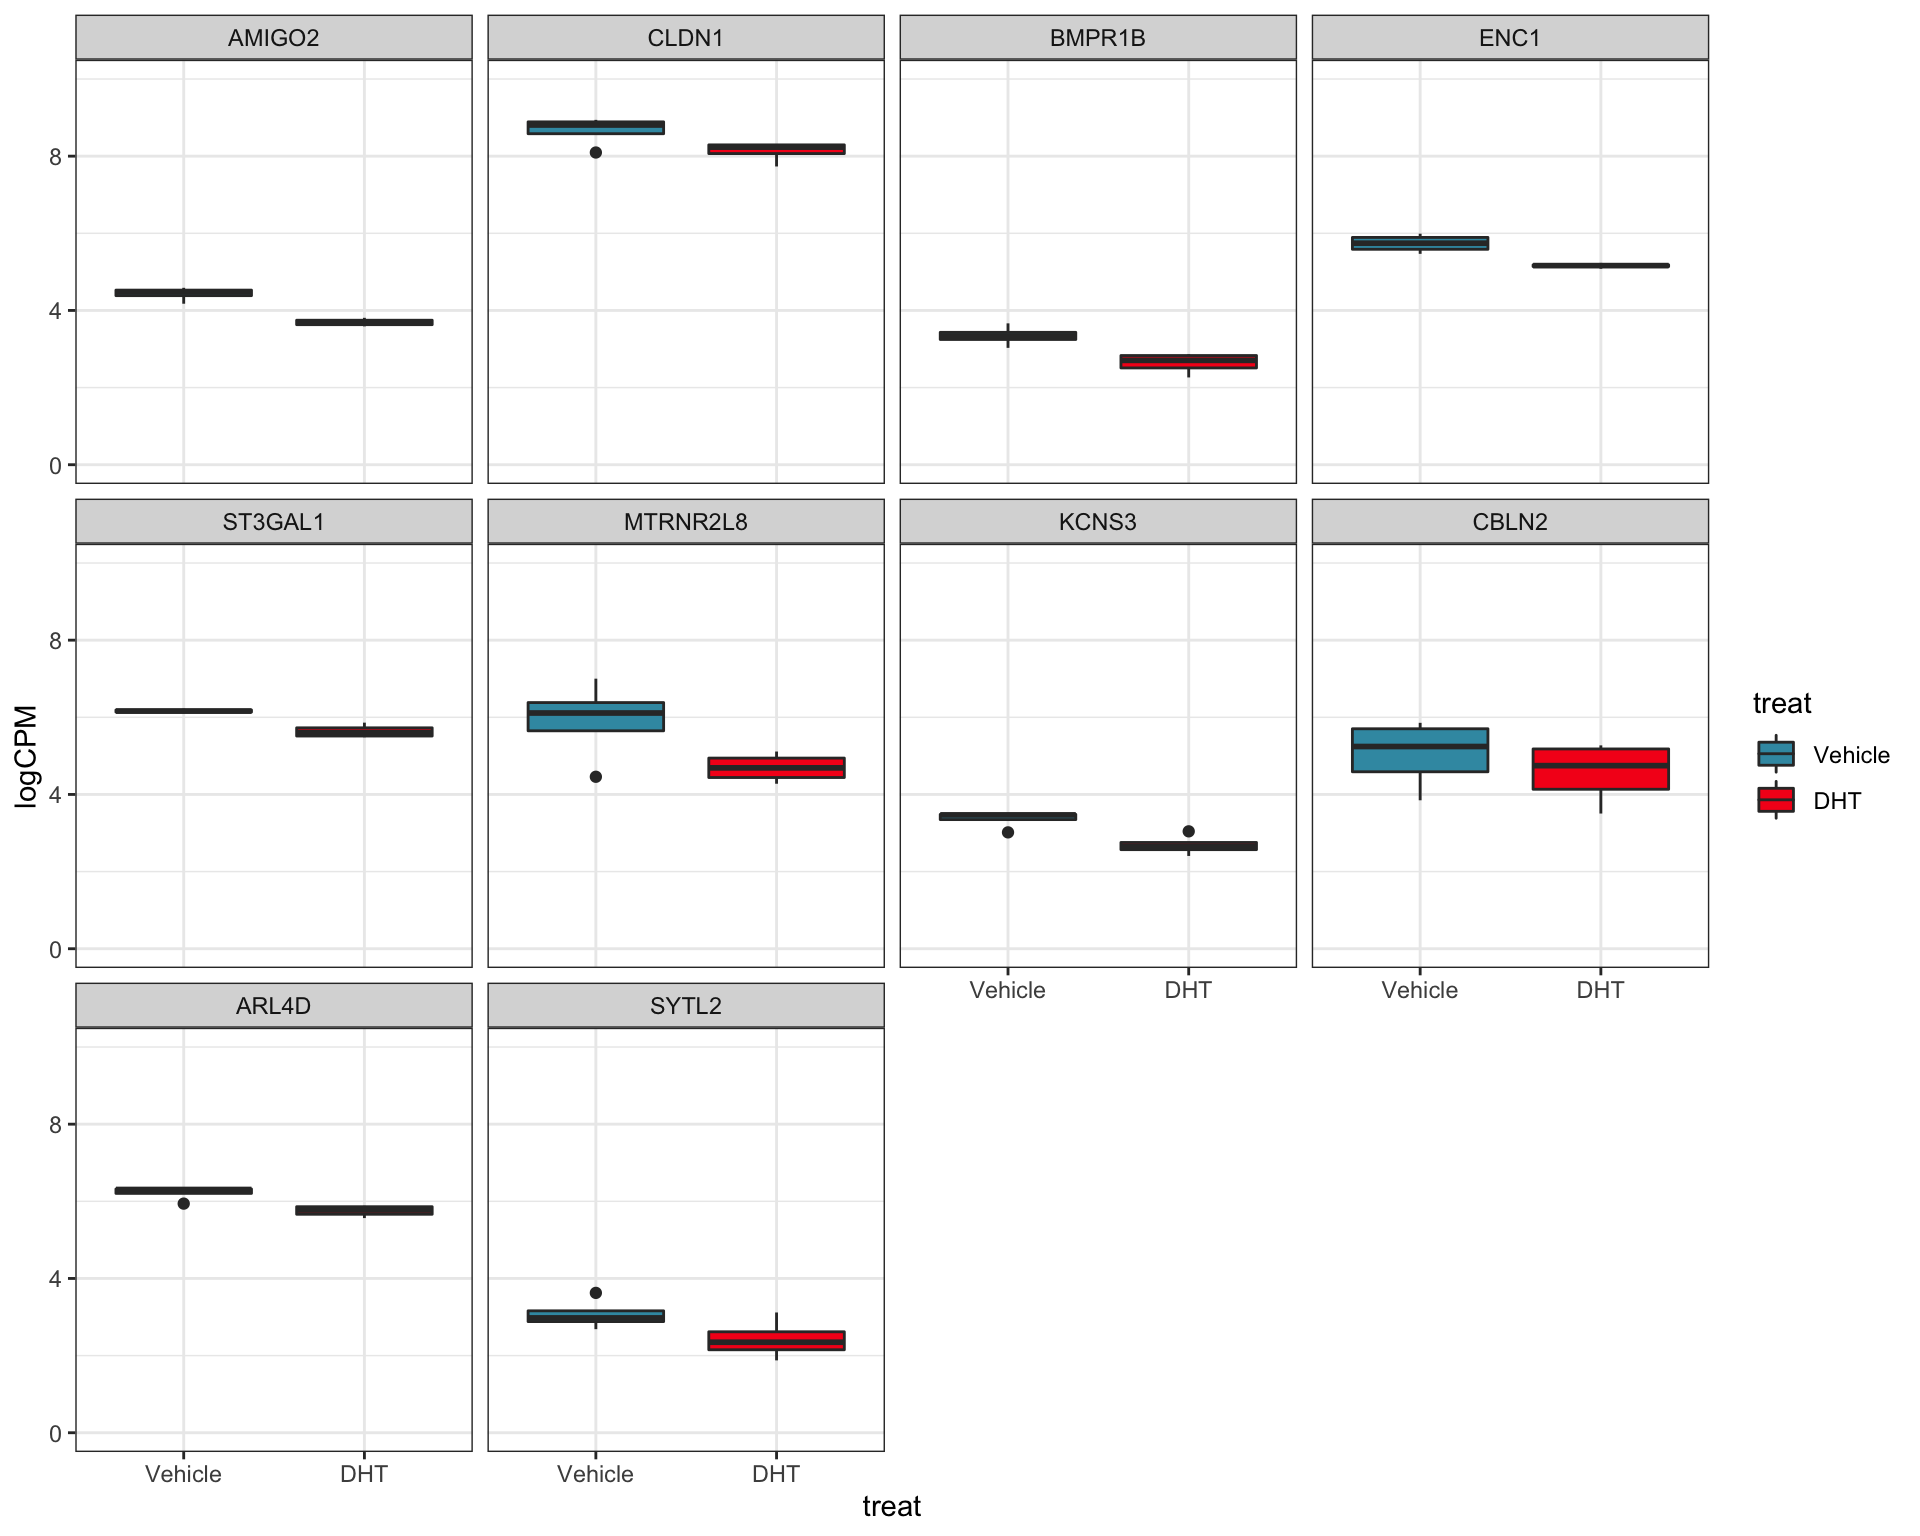 AMIGO2 CLDN1 BMPR1B ENC1
8
4
0
ST3GAL1 MTRNR2L8 KCNS3 CBLN2
8
4
0
Vehicle DHT Vehicle DHT
ARL4D SYTL2
8
4
0
Vehicle DHT Vehicle DHT
treat
logCPM
treat
Vehicle
DHT